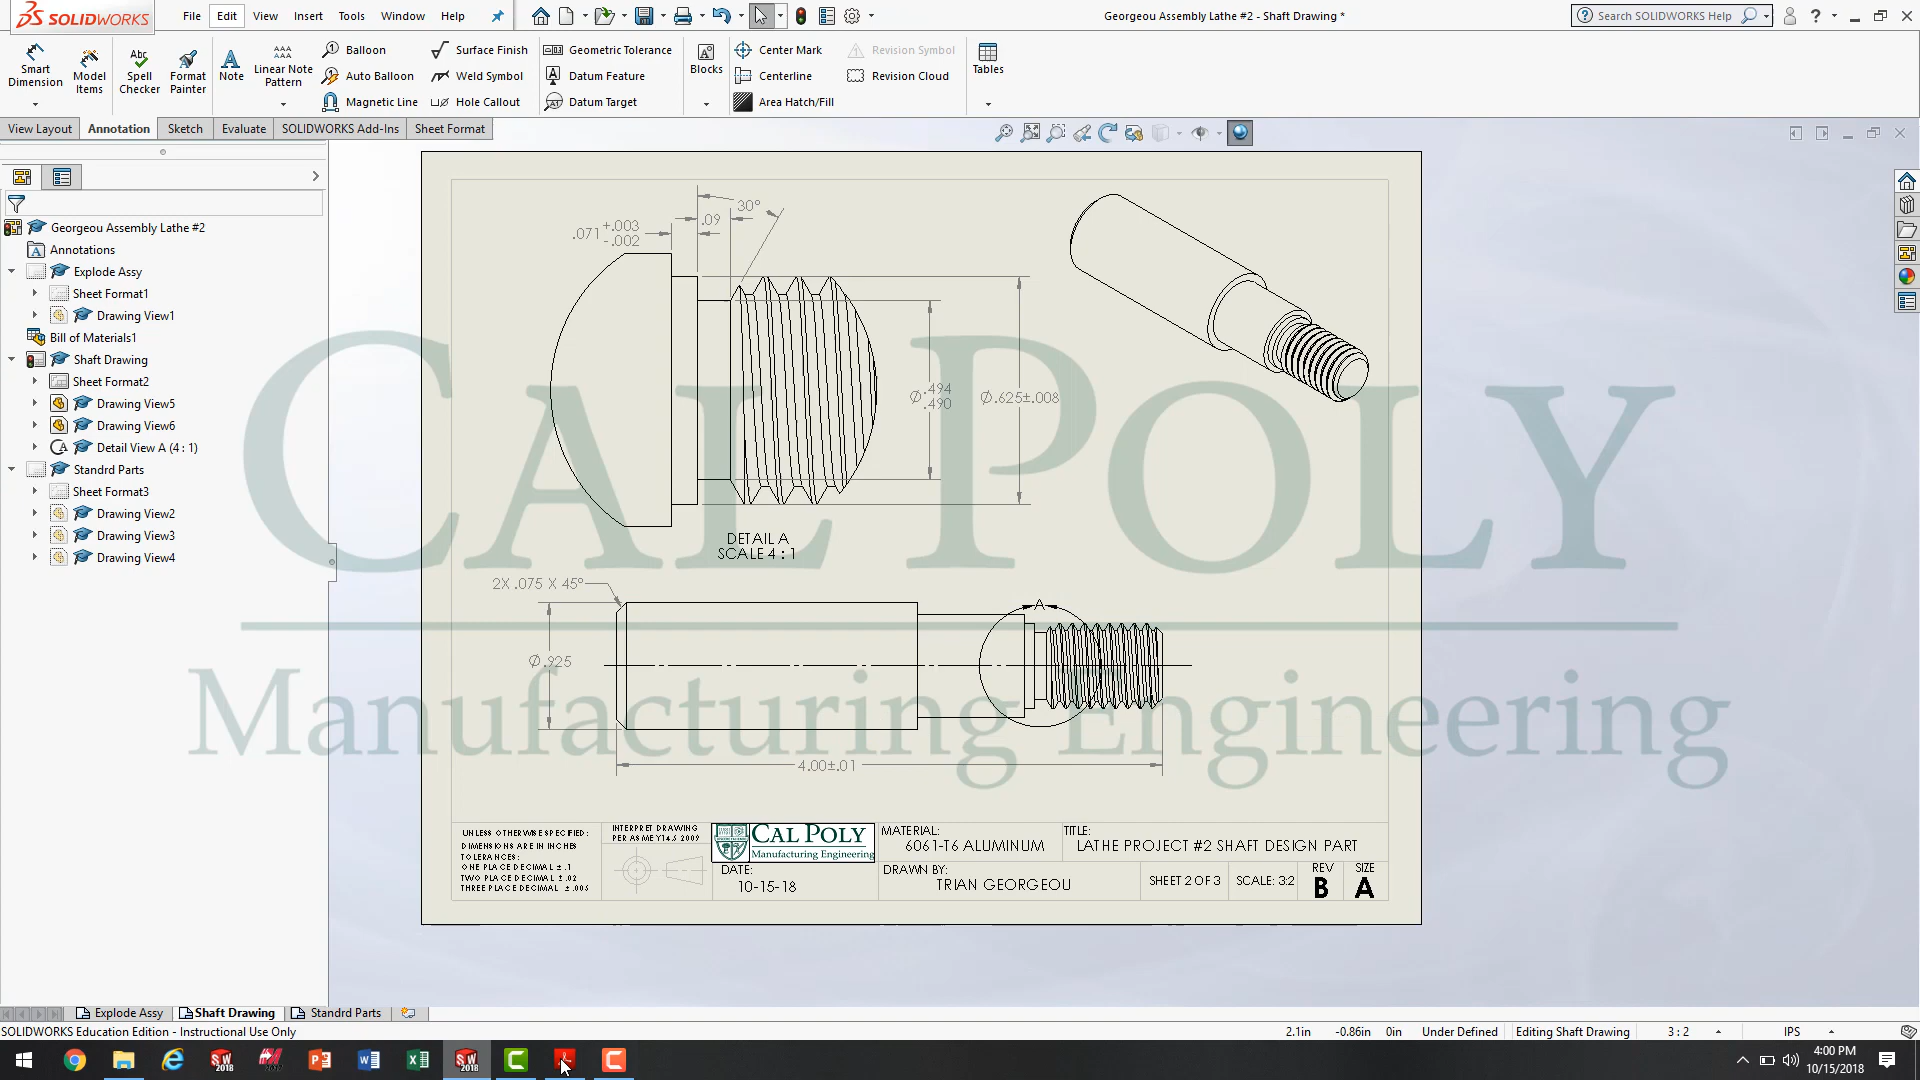 SOLIDWORKS
File Edit View Insert Tools Window Help
Georgeou Assembly Lathe #2 - Shaft Drawing *
Search SOLIDWORKS Help
Smart Dimension
Model Items
Spell Checker
Format Painter
Note
Linear Note Pattern
Balloon
Auto Balloon
Magnetic Line
Surface Finish
Weld Symbol
Hole Callout
Geometric Tolerance
Datum Feature
Datum Target
Blocks
Center Mark
Centerline
Area Hatch/Fill
Revision Symbol
Revision Cloud
Tables
View Layout Annotation Sketch Evaluate SOLIDWORKS Add-Ins Sheet Format
Georgeou Assembly Lathe #2
Annotations
Explode Assy
Sheet Format1
Drawing View1
Bill of Materials1
Shaft Drawing
Sheet Format2
Drawing View5
Drawing View6
Detail View A (4 : 1)
Standrd Parts
Sheet Format3
Drawing View2
Drawing View3
Drawing View4
30°
.09
.071 +.003 -.002
Ø.494
.490
Ø.625±.008
DETAIL A
SCALE 4 : 1
2X .075 X 45°
A
Ø.925
4.00±.01
CAL POLY
Manufacturing Engineering
UNLESS OTHERWISE SPECIFIED:
DIMENSIONS ARE IN INCHES
TOLERANCES:
ONE PLACE DECIMAL ± .1
TWO PLACE DECIMAL ± .02
THREE PLACE DECIMAL ± .005
INTERPRET DRAWING
PER ASME Y14.5 2009
CAL POLY
Manufacturing Engineering
DATE:
10-15-18
MATERIAL:
6061-T6 ALUMINUM
DRAWN BY:
TRIAN GEORGEOU
TITLE:
LATHE PROJECT #2 SHAFT DESIGN PART
SHEET 2 OF 3
SCALE: 3:2
REV
B
SIZE
A
Explode Assy Shaft Drawing Standrd Parts
SOLIDWORKS Education Edition - Instructional Use Only
2.1in -0.86in 0in Under Defined Editing Shaft Drawing 3 : 2 IPS
4:00 PM
10/15/2018